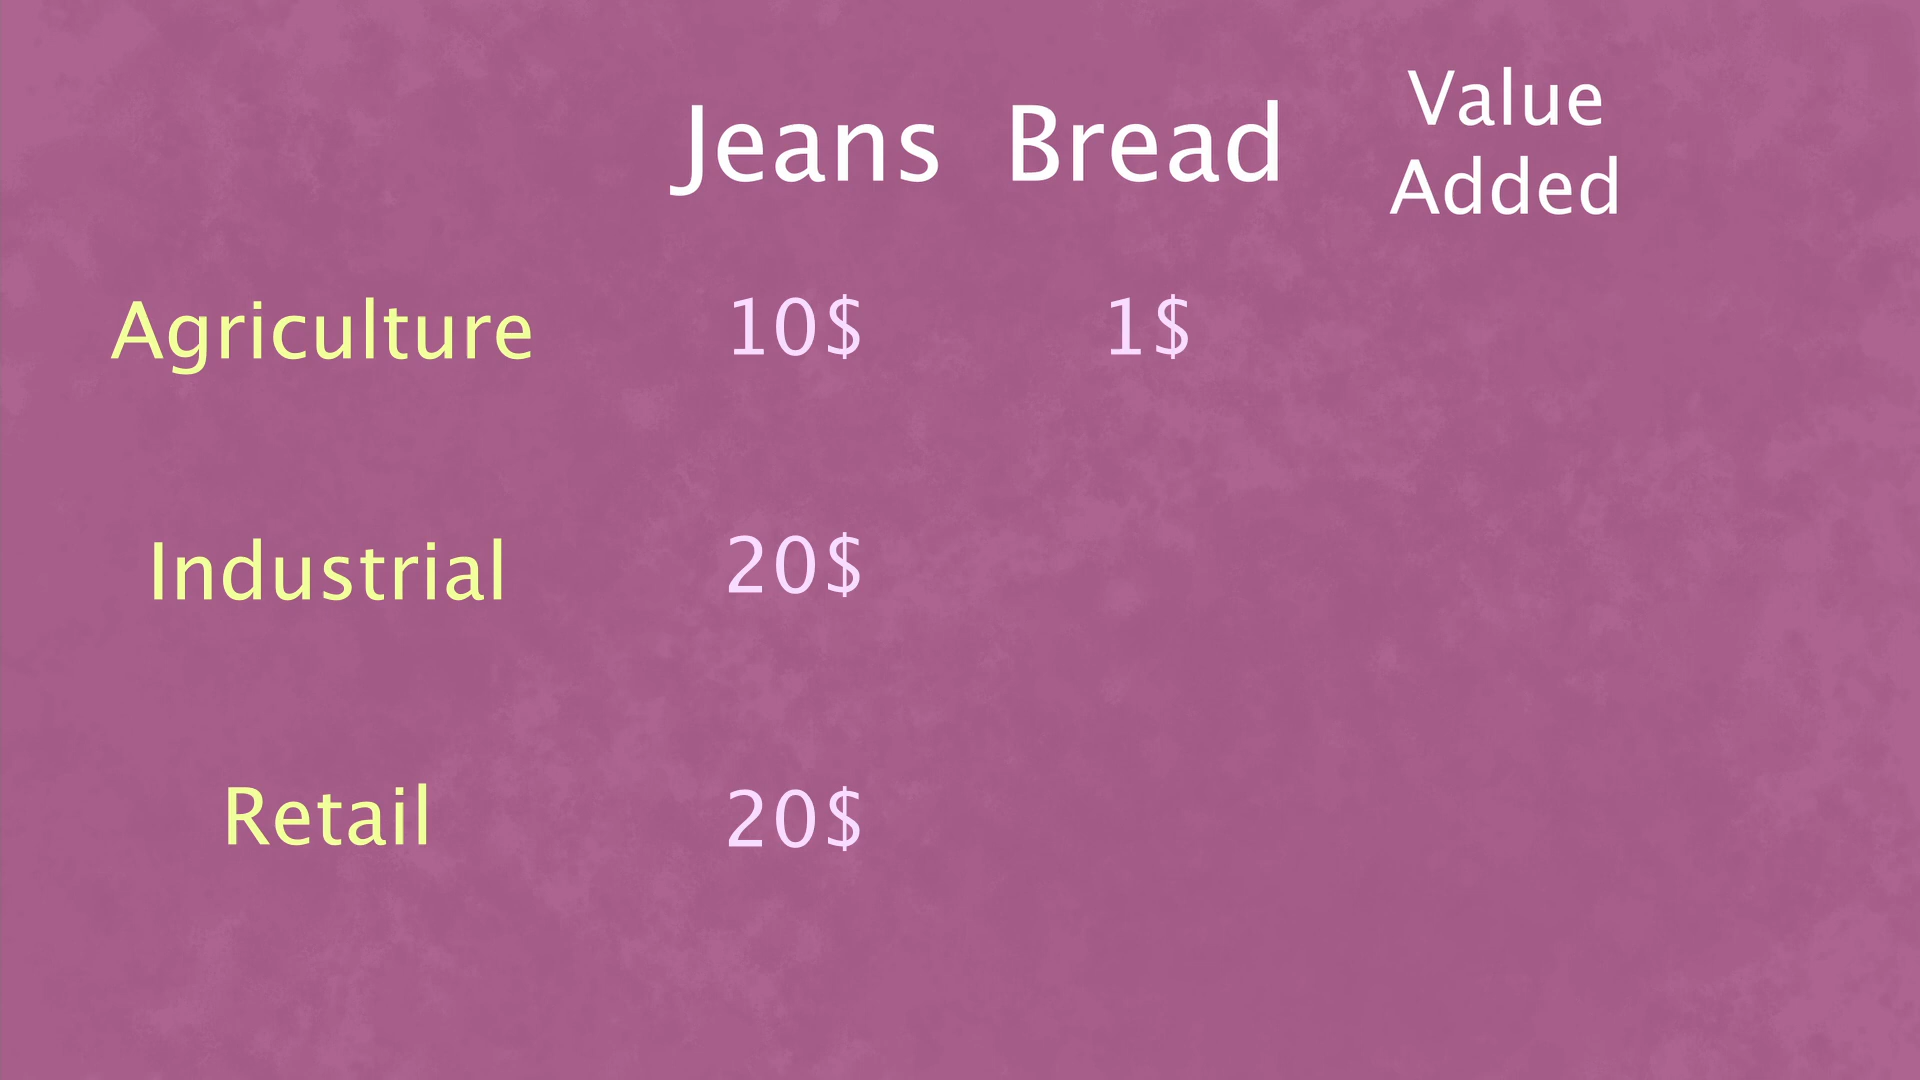 Jeans Bread Value Added
Agriculture 10$ 1$
Industrial 20$
Retail 20$